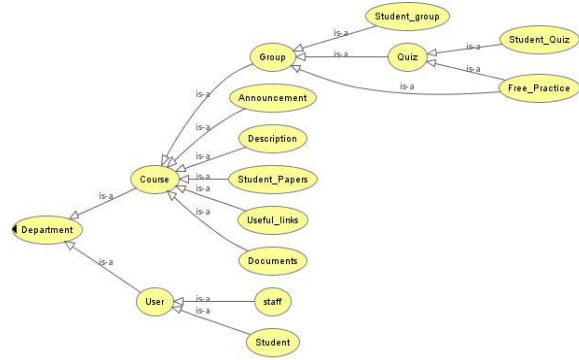 Student_group
is-a
Group
is-a
Quiz
is-a
Student_Quiz
is-a
Free_Practice
is-a
is-a
Announcement
is-a
is-a
Description
is-a
Course
is-a
Student_Papers
is-a
Useful_links
is-a
Documents
is-a
is-a
Department
is-a
User
is-a
staff
is-a
Student